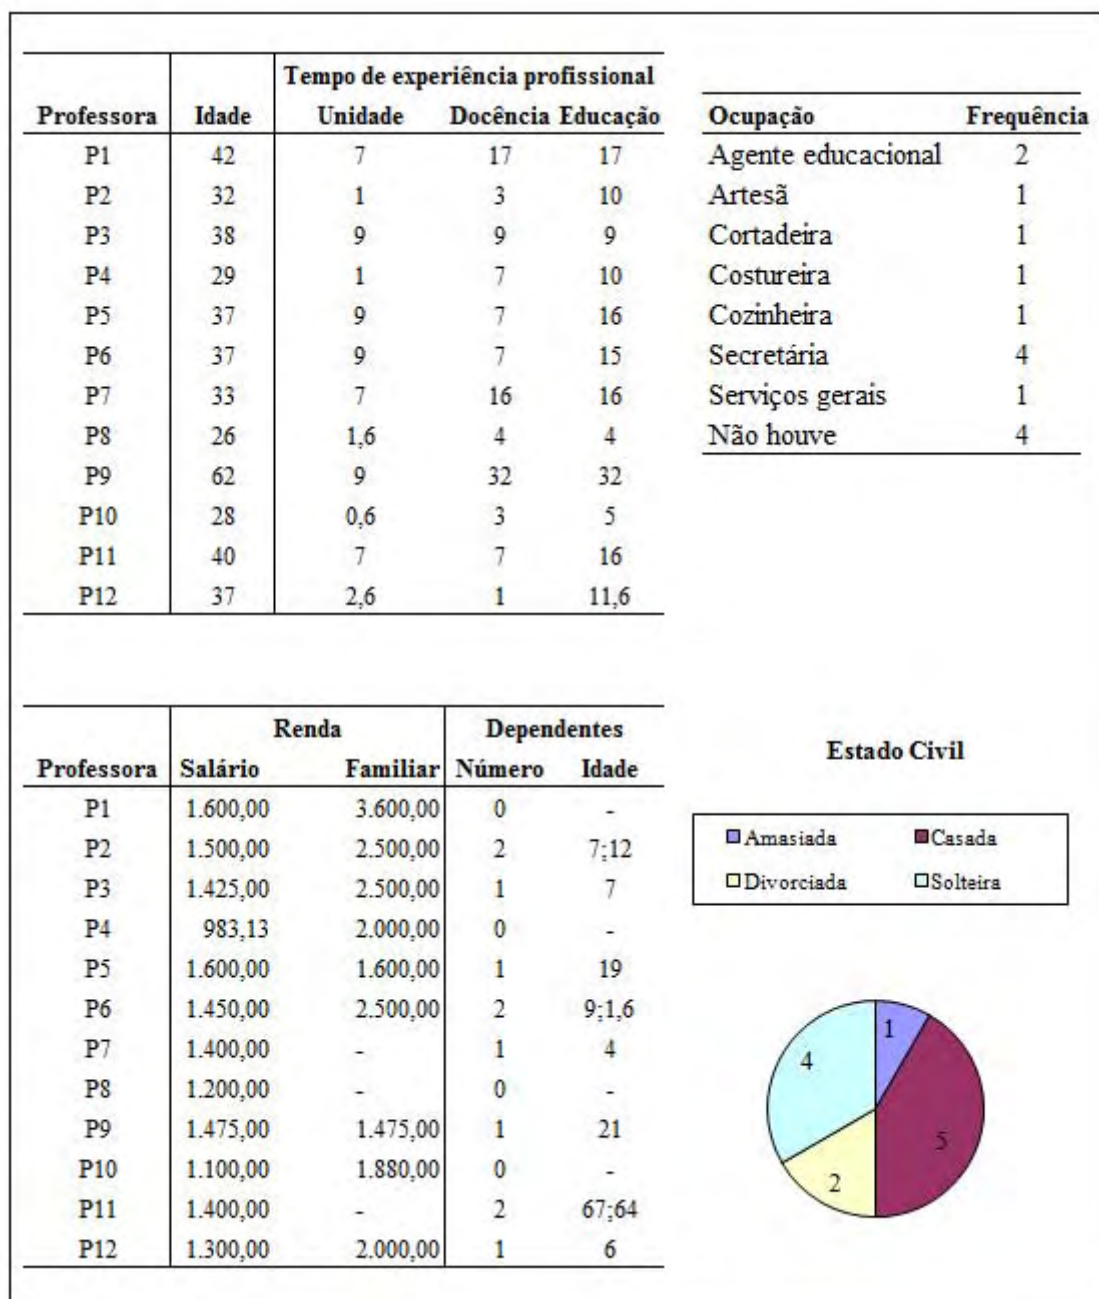 Tempo de experiência profissional
Professora Idade Unidade Docência Educação
P1 42 7 17 17
P2 32 1 3 10
P3 38 9 9 9
P4 29 1 7 10
P5 37 9 7 16
P6 37 9 7 15
P7 33 7 16 16
P8 26 1,6 4 4
P9 62 9 32 32
P10 28 0,6 3 5
P11 40 7 7 16
P12 37 2,6 1 11,6
Ocupação Frequência
Agente educacional 2
Artesã 1
Cortadeira 1
Costureira 1
Cozinheira 1
Secretária 4
Serviços gerais 1
Não houve 4
Renda Dependentes
Professora Salário Familiar Número Idade
P1 1.600,00 3.600,00 0 -
P2 1.500,00 2.500,00 2 7;12
P3 1.425,00 2.500,00 1 7
P4 983,13 2.000,00 0 -
P5 1.600,00 1.600,00 1 19
P6 1.450,00 2.500,00 2 9;1,6
P7 1.400,00 - 1 4
P8 1.200,00 - 0 -
P9 1.475,00 1.475,00 1 21
P10 1.100,00 1.880,00 0 -
P11 1.400,00 - 2 67;64
P12 1.300,00 2.000,00 1 6
Estado Civil
Amasiada Casada
Divorciada Solteira
1
4
5
2